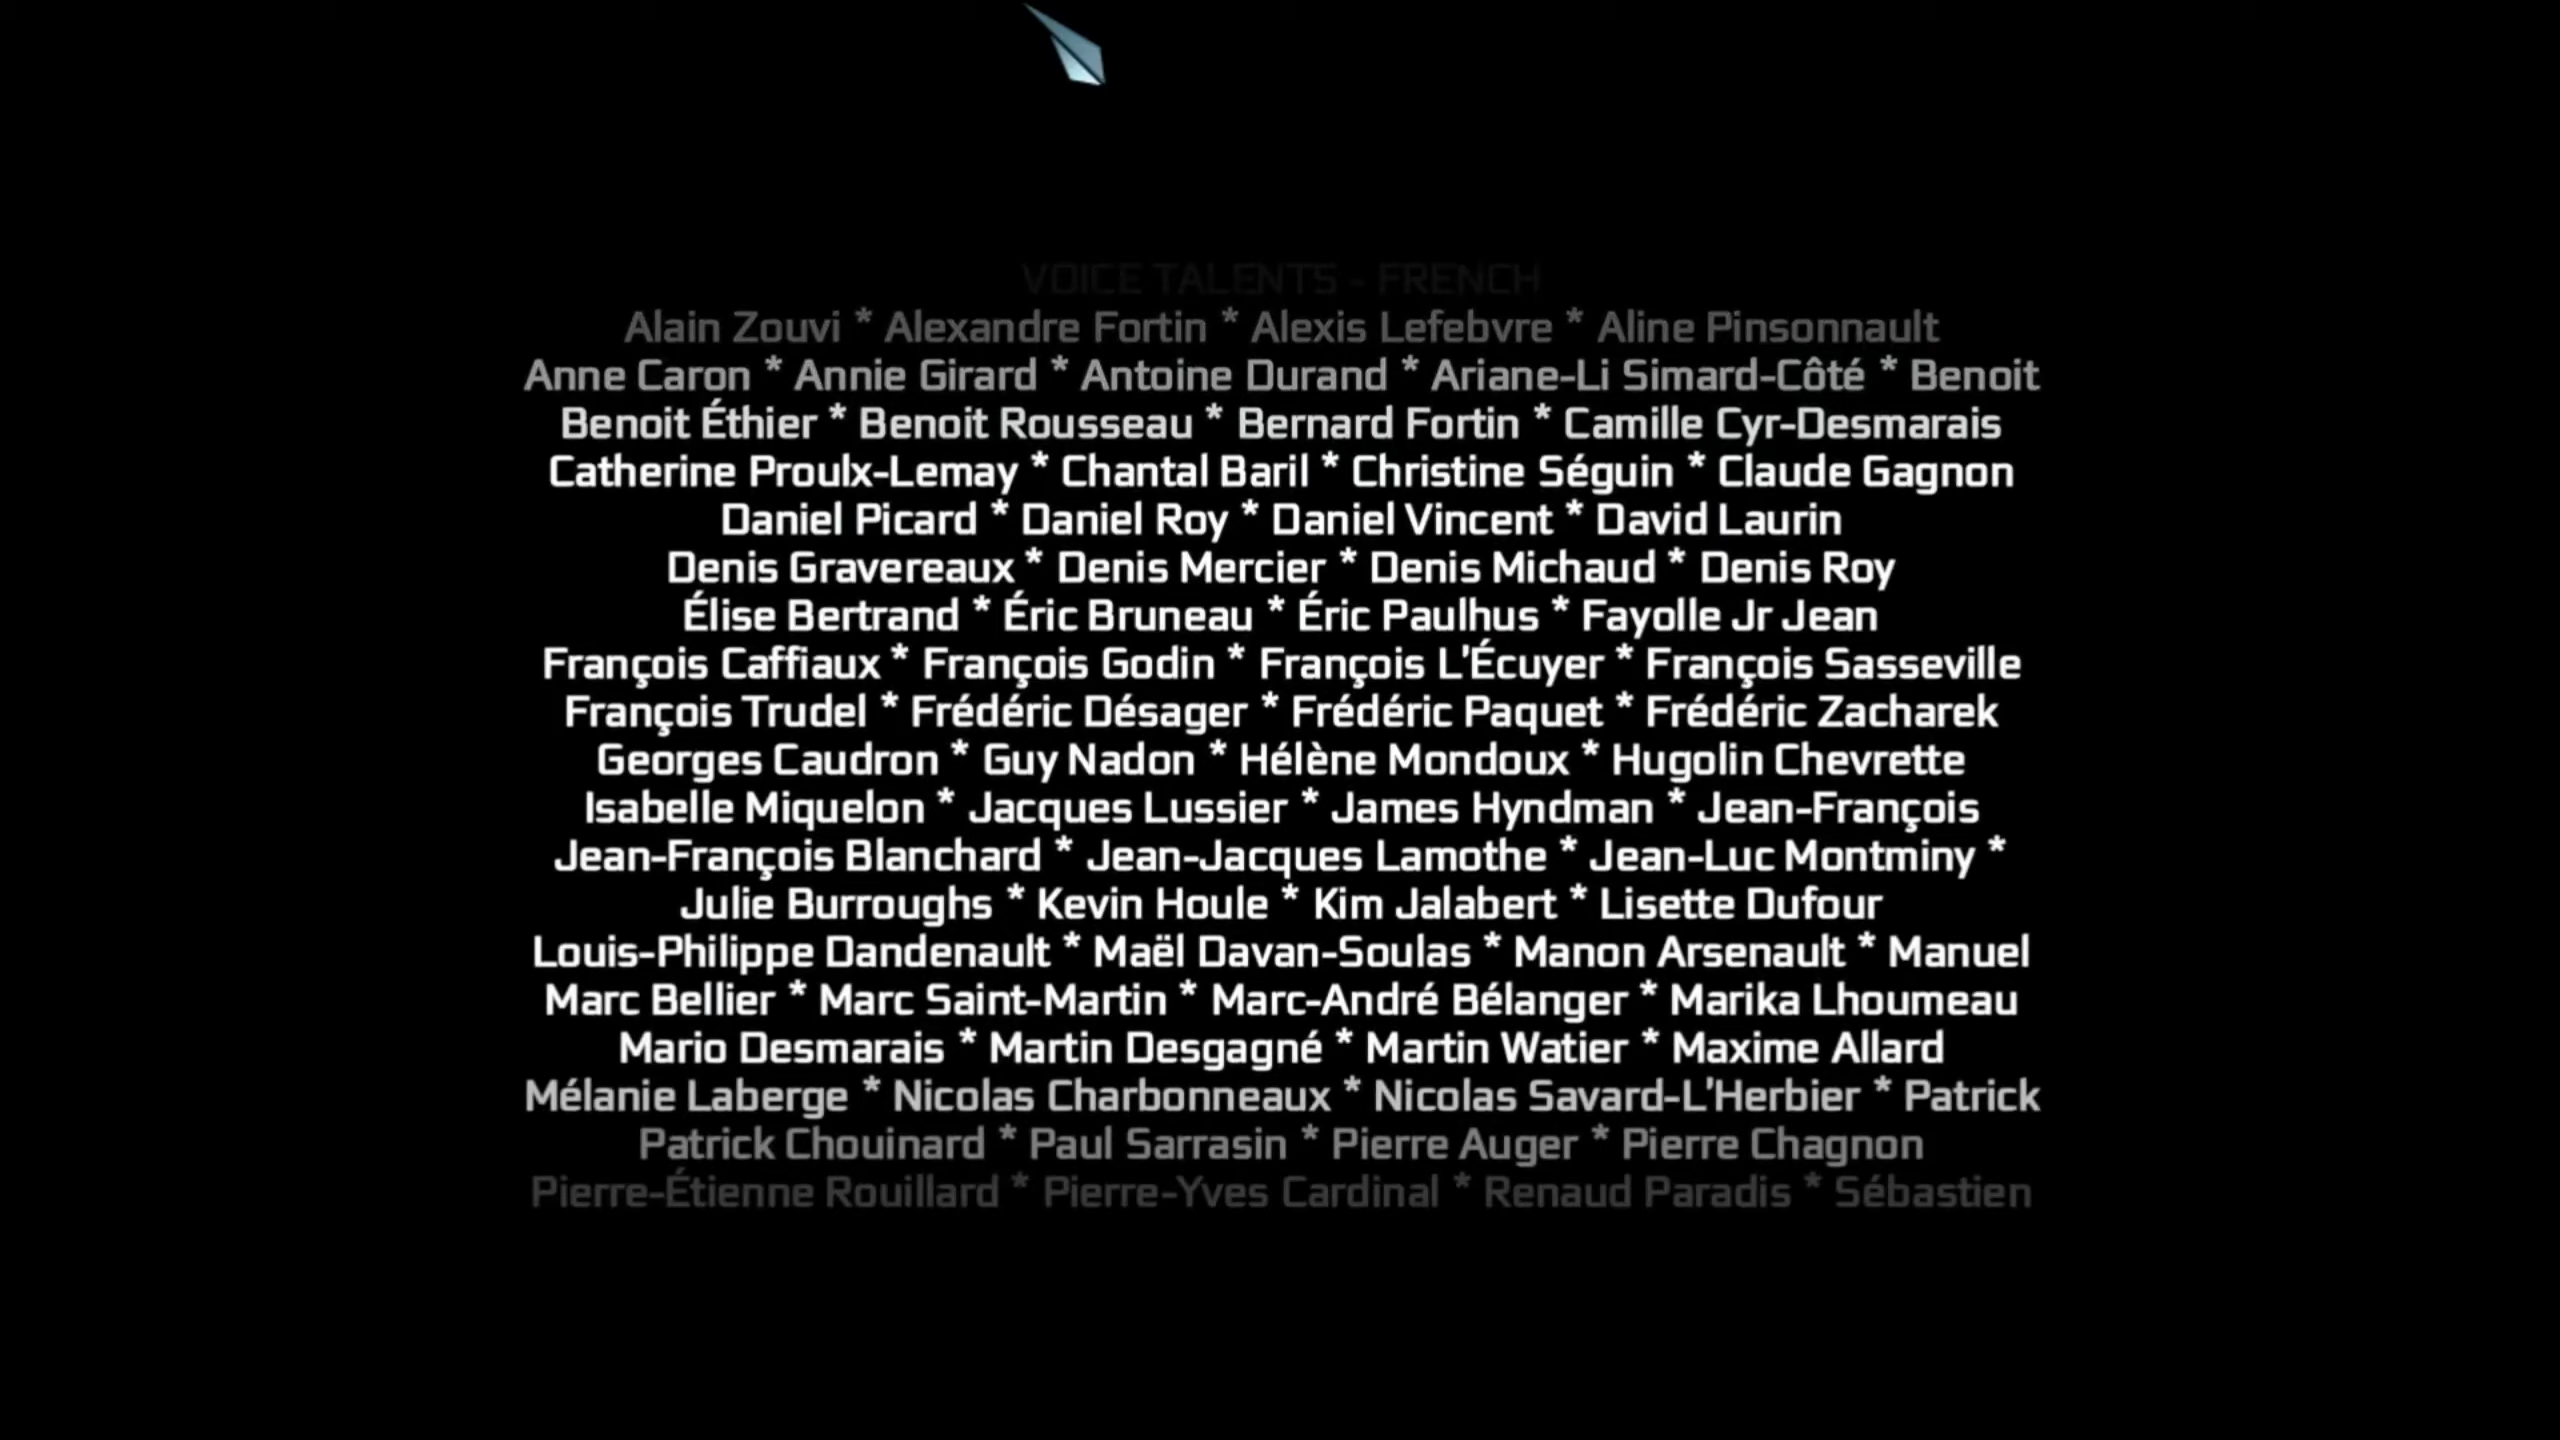 VOICE TALENTS - FRENCH
Alain Zouvi * Alexandre Fortin * Alexis Lefebvre * Aline Pinsonnault
Anne Caron * Annie Girard * Antoine Durand * Ariane-Li Simard-Côté * Benoit
Benoit Éthier * Benoit Rousseau * Bernard Fortin * Camille Cyr-Desmarais
Catherine Proulx-Lemay * Chantal Baril * Christine Séguin * Claude Gagnon
Daniel Picard * Daniel Roy * Daniel Vincent * David Laurin
Denis Gravereaux * Denis Mercier * Denis Michaud * Denis Roy
Élise Bertrand * Éric Bruneau * Éric Paulhus * Fayolle Jr Jean
François Caffiaux * François Godin * François L'Écuyer * François Sasseville
François Trudel * Frédéric Désager * Frédéric Paquet * Frédéric Zacharek
Georges Caudron * Guy Nadon * Hélène Mondoux * Hugolin Chevrette
Isabelle Miquelon * Jacques Lussier * James Hyndman * Jean-François
Jean-François Blanchard * Jean-Jacques Lamothe * Jean-Luc Montminy *
Julie Burroughs * Kevin Houle * Kim Jalabert * Lisette Dufour
Louis-Philippe Dandenault * Maël Davan-Soulas * Manon Arsenault * Manuel
Marc Bellier * Marc Saint-Martin * Marc-André Bélanger * Marika Lhoumeau
Mario Desmarais * Martin Desgagné * Martin Watier * Maxime Allard
Mélanie Laberge * Nicolas Charbonneaux * Nicolas Savard-L'Herbier * Patrick
Patrick Chouinard * Paul Sarrasin * Pierre Auger * Pierre Chagnon
Pierre-Étienne Rouillard * Pierre-Yves Cardinal * Renaud Paradis * Sébastien